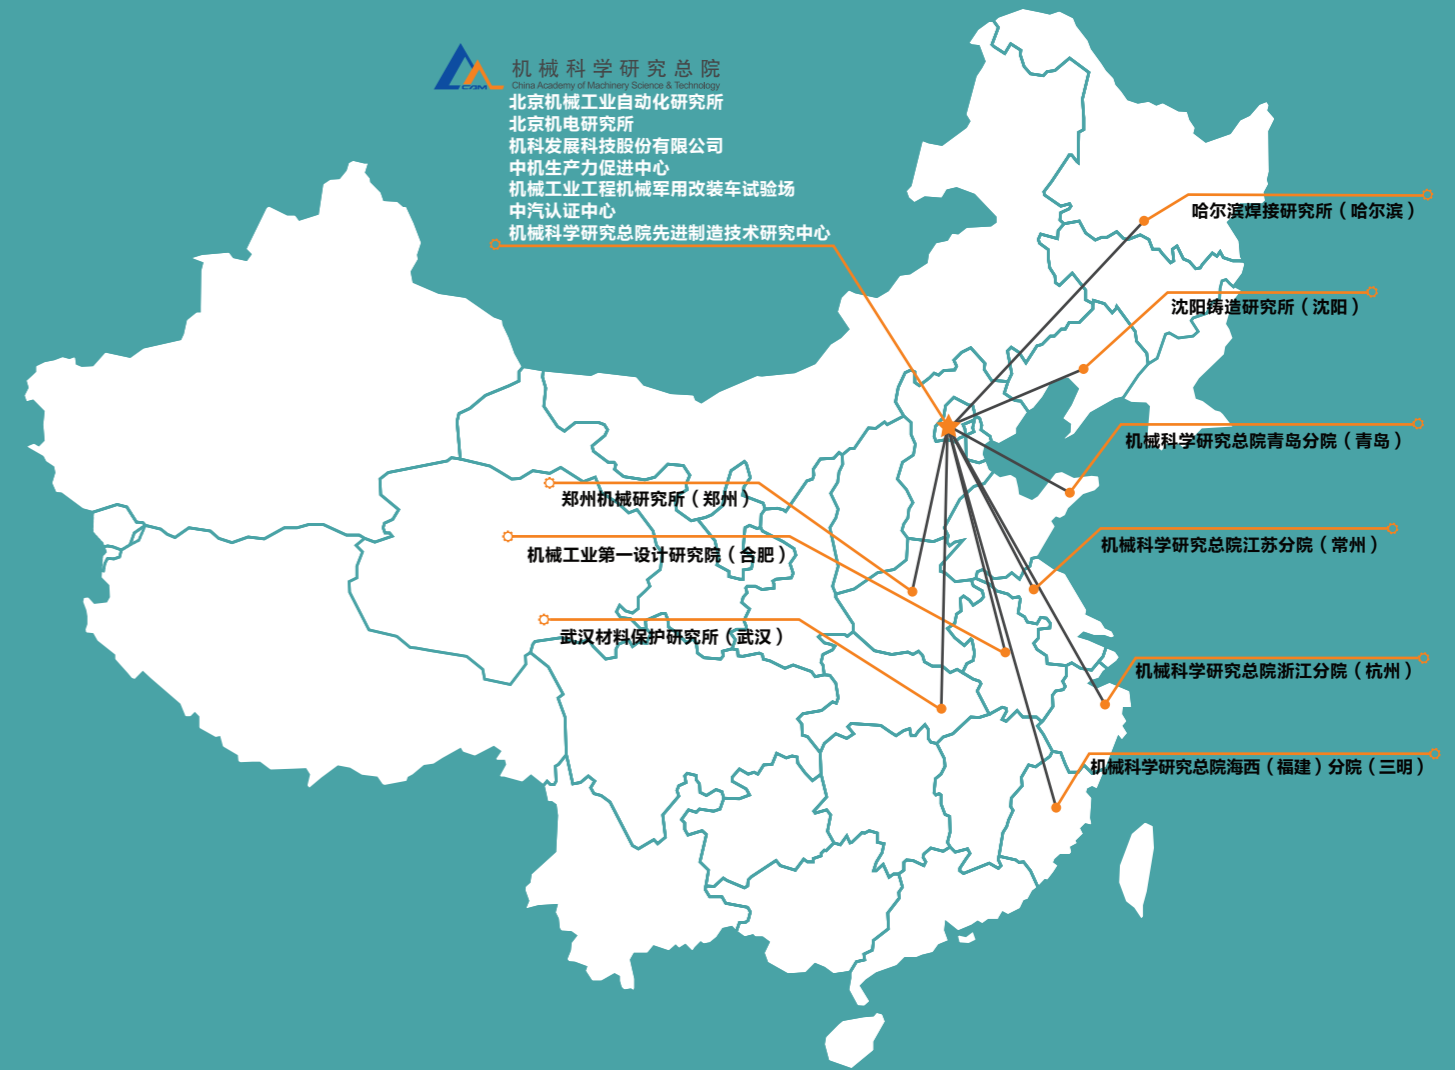 机械科学研究总院
China Academy of Machinery Science & Technology
CAM
北京机械工业自动化研究所
北京机电研究所
机科发展科技股份有限公司
中机生产力促进中心
机械工业工程机械军用改装车试验场
中汽认证中心
机械科学研究总院先进制造技术研究中心
哈尔滨焊接研究所（哈尔滨）
沈阳铸造研究所（沈阳）
机械科学研究总院青岛分院（青岛）
郑州机械研究所（郑州）
机械工业第一设计研究院（合肥）
机械科学研究总院江苏分院（常州）
武汉材料保护研究所（武汉）
机械科学研究总院浙江分院（杭州）
机械科学研究总院海西（福建）分院（三明）